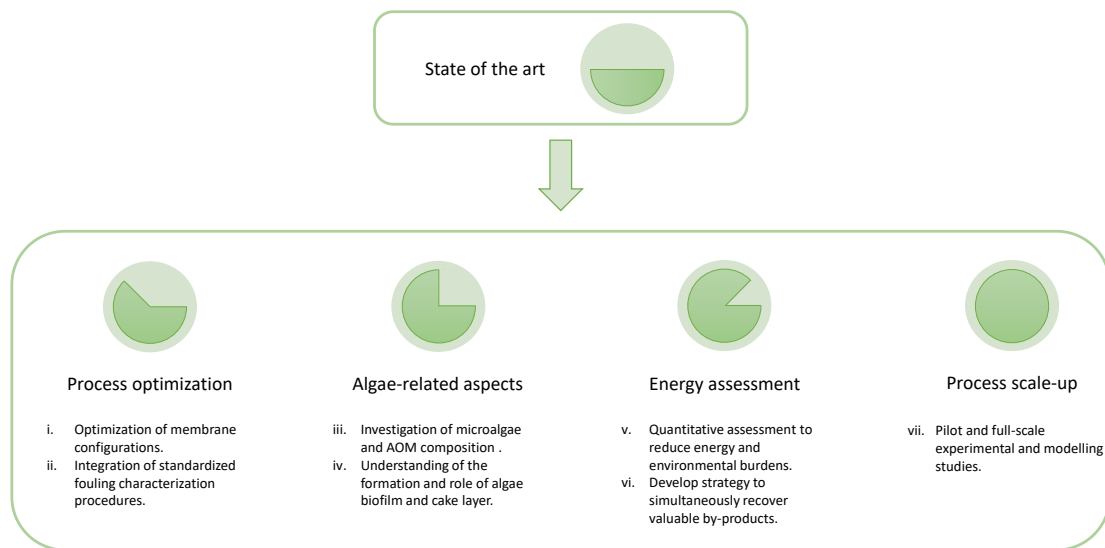 State of the art
Process optimization
i. Optimization of membrane
configurations.
ii. Integration of standardized
fouling characterization
procedures.
Algae-related aspects
iii. Investigation of microalgae
and AOM composition .
iv. Understanding of the
formation and role of algae
biofilm and cake layer.
Energy assessment
v. Quantitative assessment to
reduce energy and
environmental burdens.
vi. Develop strategy to
simultaneously recover
valuable by-products.
Process scale-up
vii. Pilot and full-scale
experimental and modelling
studies.